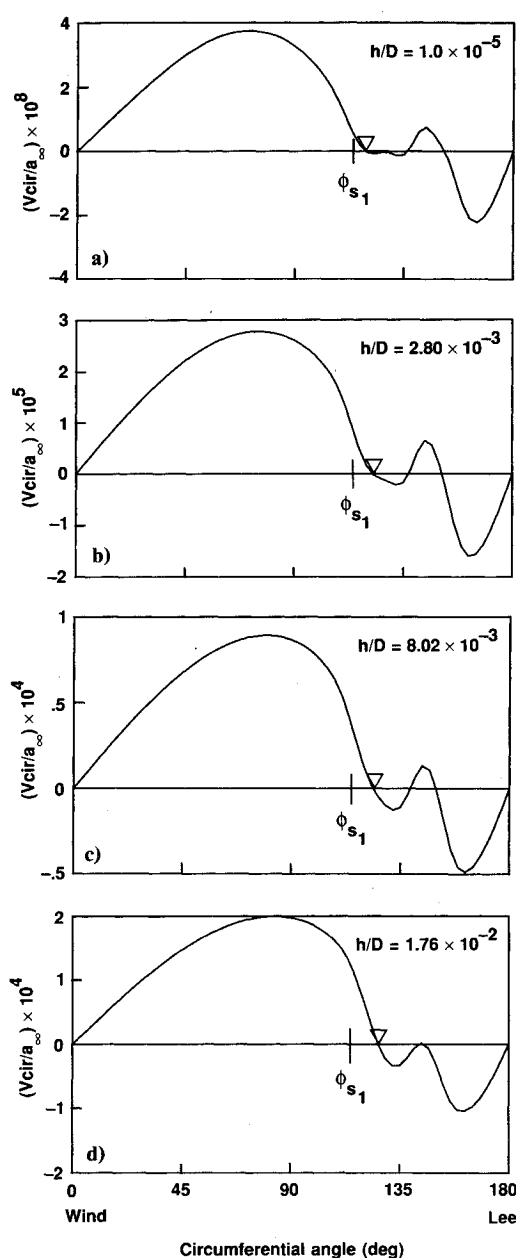 4
2
0
−2
−4
(Vcir/a∞) × 10⁸
h/D = 1.0 × 10⁻⁵
ϕs₁
a)
3
2
1
0
−1
−2
(Vcir/a∞) × 10⁵
h/D = 2.80 × 10⁻³
ϕs₁
b)
1
.5
0
−.5
(Vcir/a∞) × 10⁴
h/D = 8.02 × 10⁻³
ϕs₁
c)
2
1
0
−1
−2
(Vcir/a∞) × 10⁴
h/D = 1.76 × 10⁻²
ϕs₁
d)
0 45 90 135 180
Wind Lee
Circumferential angle (deg)